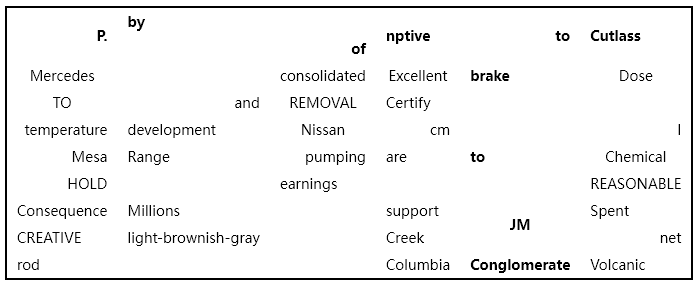 P. by of nptive to Cutlass
Mercedes consolidated Excellent brake Dose
TO and REMOVAL Certify
temperature development Nissan cm I
Mesa Range pumping are to Chemical
HOLD earnings REASONABLE
Consequence Millions support JM Spent
CREATIVE light-brownish-gray Creek net
rod Columbia Conglomerate Volcanic